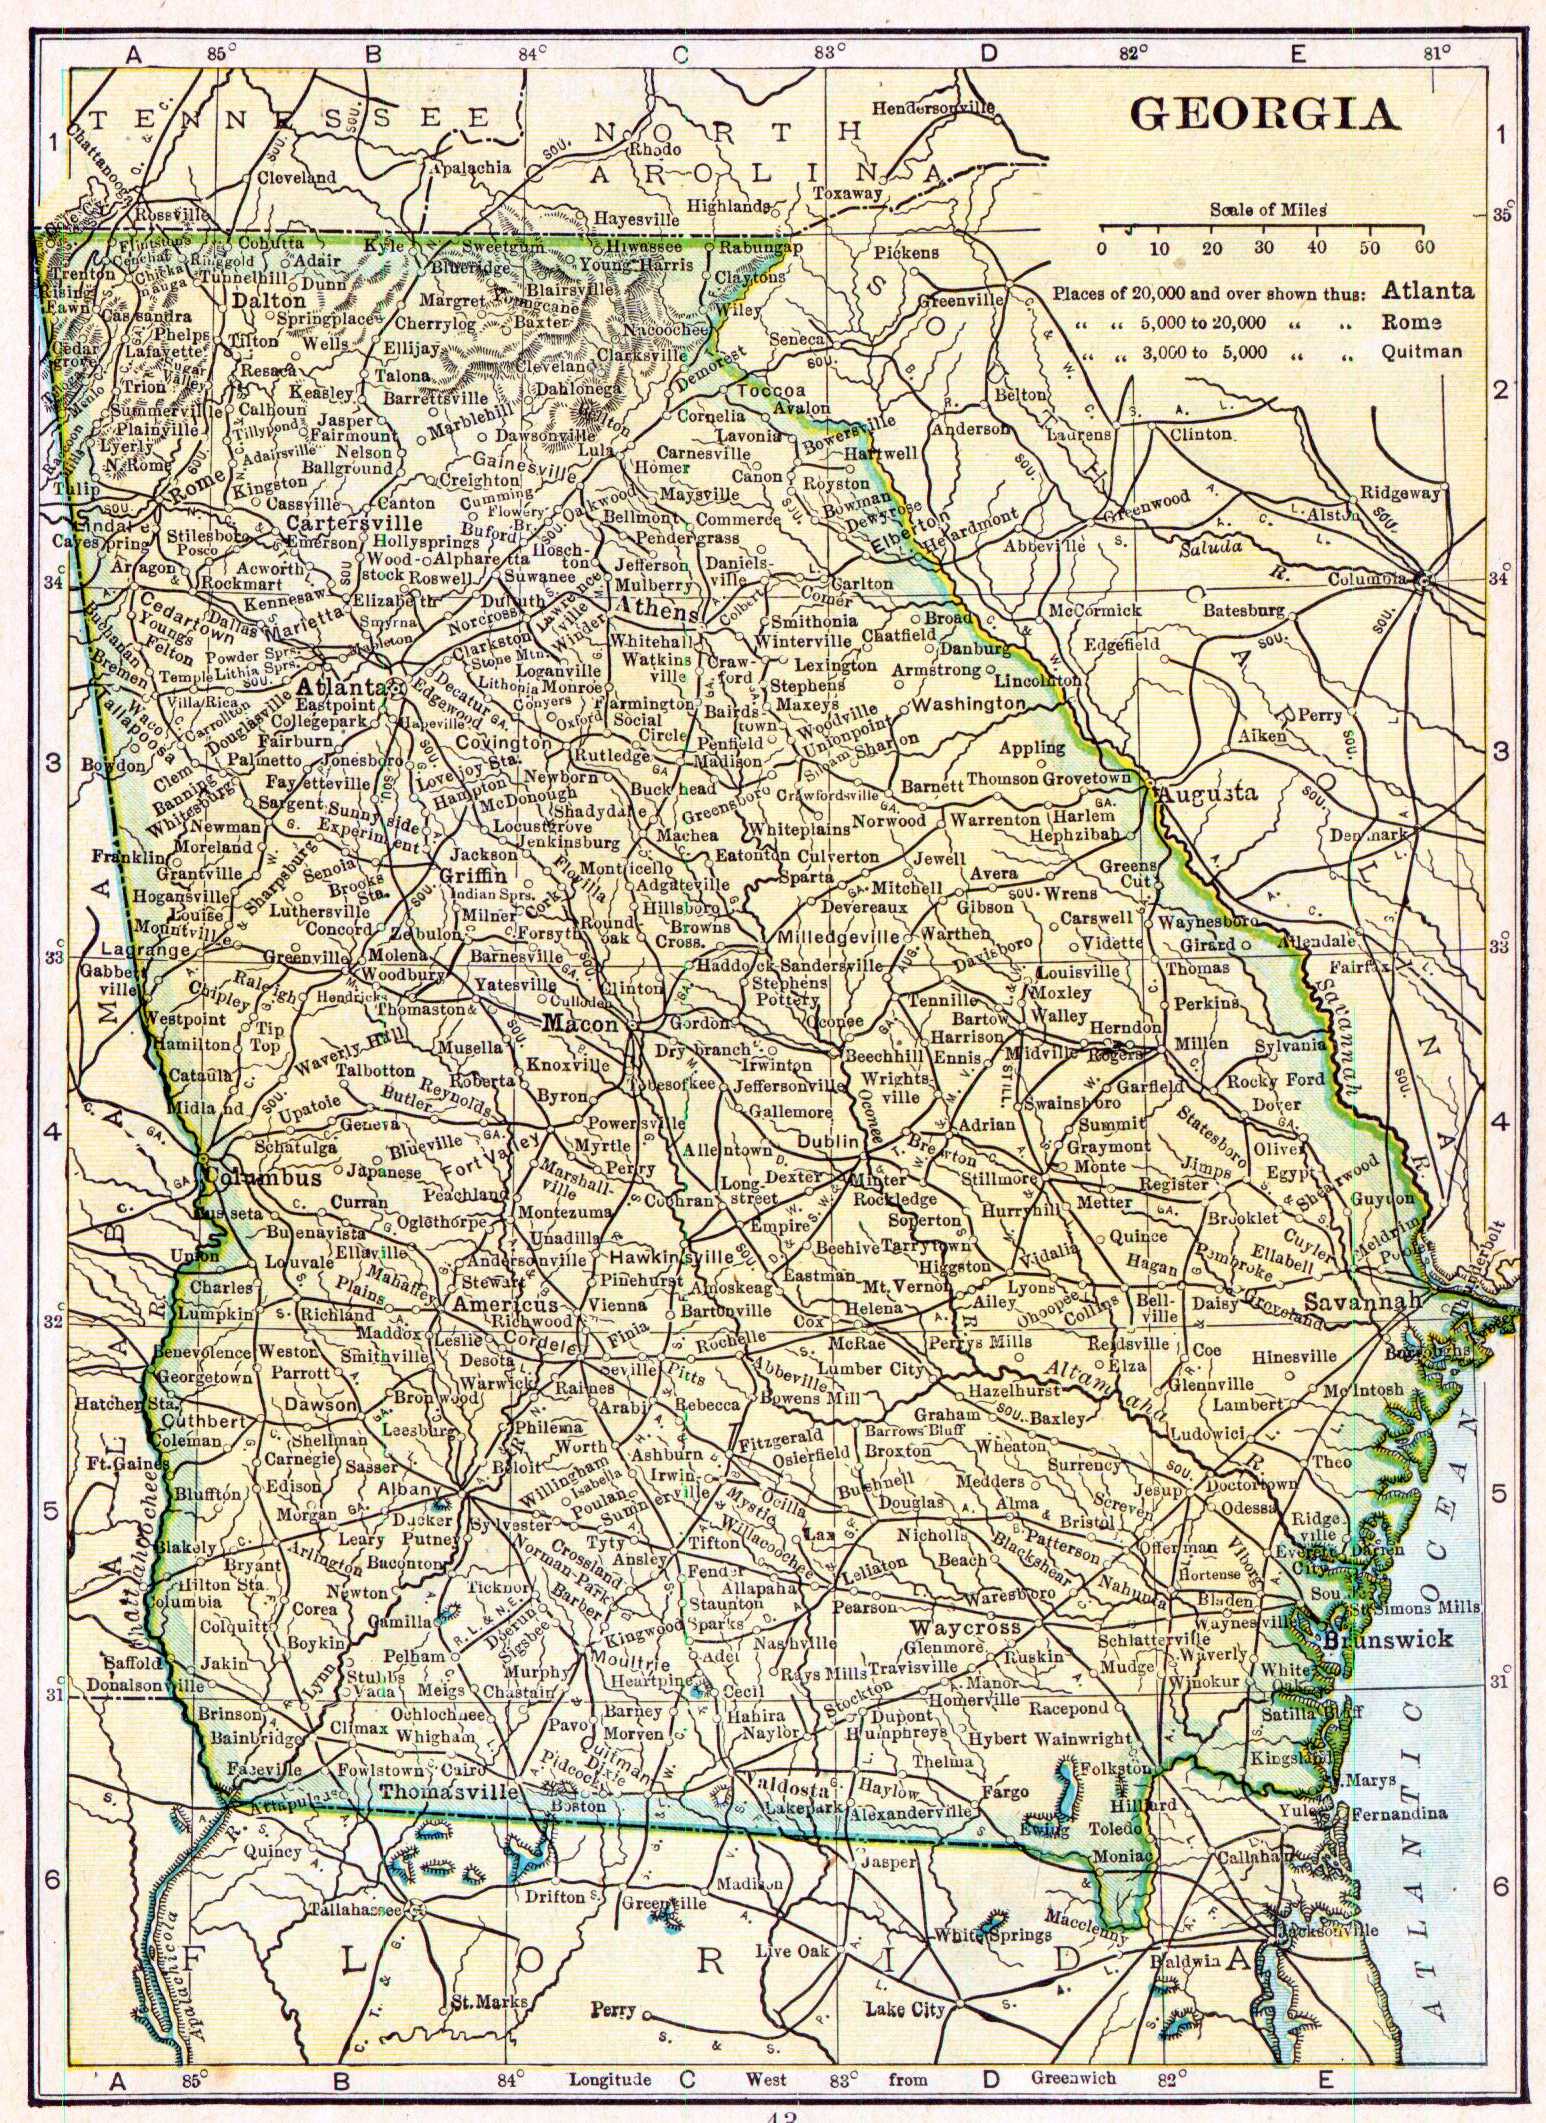 A 85° B 84° C 83° D 82° E 81°
GEORGIA
Scale of Miles
0 10 20 30 40 50 60
Places of 20,000 and over shown thus: Atlanta
" " 5,000 to 20,000 " " Rome
" " 3,000 to 5,000 " " Quitman
TENNESSEE
NORTH
CAROLINA
Hendersonville
Chattanooga
Rhodo
Apalachia
Cleveland
Toxaway
Highlands
Rossville
Hayesville
1
1
35°
Cohutta
Kyle
Sweetgum
Hiwassee
Rabungap
Pickens
Ringgold
Adair
Blueridge
Young Harris
Trenton
Tunnelhill
Dunn
Blairsville
Claytons
Dalton
Margret
Youngcane
Greenville
Cassandra
Springplace
Cherrylog
Baxter
Wiley
Nacoochee
Phelps
Tilton
Wells
Ellijay
Seneca
Lafayette
Clarksville
Resaca
Talona
Cleveland
Demorest
Trion
Keasley
Barrettsville
Dahlonega
Toccoa
Belton
2
2
Summerville
Calhoun
Jasper
Marblehill
Cornelia
Avalon
Plainville
Tillypond
Fairmount
Dawsonville
Lula
Lavonia
Bowersville
Anderson
Laurens
Clinton
Lyerly
Adairsville
Nelson
Gainesville
Carnesville
Hartwell
N. Rome
Ballground
Homer
Tulip
Rome
Kingston
Creighton
Canon
Royston
Cassville
Canton
Cumming
Oakwood
Maysville
Bowman
Greenwood
Ridgeway
Cartersville
Flowery Br.
Bellmont
Commerce
Dewyrose
Alston
Lindale
Stilesboro
Emerson
Hollysprings
Buford
Pendergrass
Elberton
Heardmont
Cavespring
Posco
Woodstock
Alpharetta
Hoschton
Abbeville
Saluda R.
Aragon
Acworth
Roswell
Suwanee
Jefferson
Danielsville
Carlton
Columbia
34°
34°
Rockmart
Kennesaw
Elizabeth
Duluth
Lawrenceville
Mulberry
Colbert
Comer
McCormick
Batesburg
Cedartown
Dallas
Marietta
Smyrna
Norcross
Winder
Athens
Smithonia
Broad
Buchanan
Youngs
Felton
Powder Sprs.
Mableton
Clarkston
Whitehall
Winterville
Chatfield
Edgefield
Bremen
Temple
Lithia Sprs.
Stone Mtn.
Loganville
Watkinsville
Crawford
Lexington
Danburg
Armstrong
Lincolnton
Villa Rica
Atlanta
Decatur
Lithonia
Monroe
Stephens
Waco
Carrollton
Eastpoint
Edgewood
Conyers
Farmington
Maxeys
Washington
Perry
Tallapoosa
Douglasville
Collegepark
Hapeville
Oxford
Social Circle
Bairdstown
Woodville
Unionpoint
Aiken
Bowdon
Fairburn
Covington
Penfield
Siloam
Sharon
Appling
3
3
Clem
Palmetto
Jonesboro
Lovejoy Sta.
Rutledge
Madison
Banning
Fayetteville
Hampton
Newborn
Buckhead
Greensboro
Crawfordsville
Barnett
Thomson
Grovetown
Augusta
Whitesburg
Sargent
Sunnyside
McDonough
Shadydale
Norwood
Warrenton
Harlem
Hephzibah
Denmark
Newman
Experiment
Locustgrove
Machea
Whiteplains
Franklin
Moreland
Sharpsburg
Senoia
Jackson
Jenkinsburg
Eatonton
Culverton
Jewell
Greens Cut
Grantville
Brooks Sta.
Griffin
Flovilla
Monticello
Sparta
Mitchell
Avera
Wrens
Hogansville
Luthersville
Indian Sprs.
Cork
Adgateville
Devereaux
Gibson
Louise
Concord
Milner
Hillsboro
Carswell
Waynesboro
Mountville
Zebulon
Forsyth
Roundoak
Browns Cross.
Milledgeville
Warthen
Vidette
Girard
Allendale
Lagrange
Greenville
Molena
Barnesville
Haddock
Sandersville
Davisboro
Thomas
Fairfax
33°
33°
Gabbettville
Raleigh
Woodbury
Yatesville
Clinton
Stephens Pottery
Louisville
Savannah
Chipley
Hendricks
Thomaston
Culloden
Tennille
Moxley
Perkins
Westpoint
Tip Top
Macon
Gordon
Oconee
Bartow
Walley
Hamilton
Waverly Hall
Musella
Dry branch
Harrison
Herndon
Cataula
Talbotton
Knoxville
Irwinton
Beechhill
Ennis
Midville
Rogers
Millen
Sylvania
Midland
Butler
Reynolds
Roberta
Tobesofkee
Jeffersonville
Wrightsville
Garfield
Rocky Ford
Upatoie
Byron
Gallemore
Oconee
Swainsboro
Dover
4
4
Geneva
Powersville
Adrian
Summit
Statesboro
Schatulga
Blueville
Fort Valley
Myrtle
Allentown
Dublin
Brewton
Graymont
Oliver
Columbus
Japanese
Marshallville
Perry
Longstreet
Dexter
Minter
Stillmore
Monte
Jimps
Egypt
Shearwood
Cusseta
Curran
Peachland
Montezuma
Cochran
Rockledge
Metter
Register
Guyton
Buenavista
Oglethorpe
Empire
Soperton
Hurryhill
Brooklet
Meldrim
Union
Ellaville
Unadilla
Hawkinsville
Beehive
Tarrytown
Quince
Cuyler
Pooler
Louvale
Andersonville
Eastman
Higgston
Vidalia
Hagan
Pembroke
Ellabell
Thunderbolt
Charles
Mahaffey
Stewart
Pinehurst
Amoskeag
Mt. Vernon
Lyons
Plains
Lumpkin
Richland
Americus
Vienna
Bartonville
Helena
Ailey
Ohoopee
Collins
Bellville
Daisy
Groveland
Savannah
32°
Maddox
Leslie
Richwood
Finia
Rochelle
Cox
McRae
Perrys Mills
Reidsville
Coe
Burroughs
Benevolence
Weston
Smithville
Desota
Cordele
Hinesville
Georgetown
Parrott
Seville
Pitts
Abbeville
Lumber City
Altamaha R.
Elza
Hatcher Sta.
Warwick
Raines
Bowens Mill
Hazelhurst
Glennville
McIntosh
Cuthbert
Dawson
Bronwood
Arabi
Rebecca
Graham
Baxley
Lambert
Coleman
Shellman
Leesburg
Philema
Fitzgerald
Barrows Bluff
Ludowici
Ft. Gaines
Carnegie
Sasser
Beloit
Worth
Ashburn
Osierfield
Broxton
Wheaton
Surrency
Theo
Bluffton
Edison
Albany
Willingham
Isabella
Irwinville
Bushnell
Medders
Jesup
Doctortown
5
5
Morgan
Ducker
Poulan
Sumnerville
Mystic
Ocilla
Douglas
Alma
Screven
Odessa
Chattahoochee
Leary
Putney
Sylvester
Willacoochee
Lax
Nicholls
Bristol
Ridgeville
Blakely
Arlington
Tyty
Tifton
Blackshear
Patterson
Offerman
Everett City
Darien
Bryant
Baconton
Crossland
Ansley
Lellaton
Beach
Hortense
Hilton Sta.
Newton
Ticknor
Norman-Park
Fender
Allapaha
Nahunta
Columbia
Corea
Barber
Staunton
Pearson
Waresboro
Bladen
St. Simons Mills
Colquitt
Camilla
Doerun
Kingwood
Sparks
Waycross
Waynesville
Boykin
Sigsbee
Nashville
Glenmore
Schlatterville
Brunswick
Saffold
Jakin
Pelham
Moultrie
Adel
Ruskin
Waverly
Donalsonville
Lynn
Stubbs
Murphy
Heartpine
Rays Mills
Travisville
Mudge
White Oak
31°
31°
Vada
Meigs
Chastain
Cecil
Stockton
Manor
Winokur
Brinson
Ochlochnee
Barney
Hahira
Dupont
Homerville
Racepond
Satilla Bluff
Bainbridge
Climax
Whigham
Pavo
Morven
Naylor
Humphreys
Hybert
Wainwright
Quitman
Dixie
Pidcock
Thelma
Folkston
Kingsland
Faceville
Fowlstown
Cairo
Valdosta
Haylow
Fargo
St. Marys
Attapulgus
Thomasville
Boston
Lakepark
Alexanderville
Hilliard
Yulee
Fernandina
Ewing
Toledo
Quincy
Jasper
Moniac
Callahan
6
6
Drifton
Greenville
Madison
Tallahassee
White Springs
Macclenny
Jacksonville
Live Oak
Baldwin
FLORIDA
Apalachicola
St. Marks
Perry
Lake City
ALABAMA
ATLANTIC OCEAN
A 85° B 84° Longitude C West 83° from D Greenwich 82° E
43